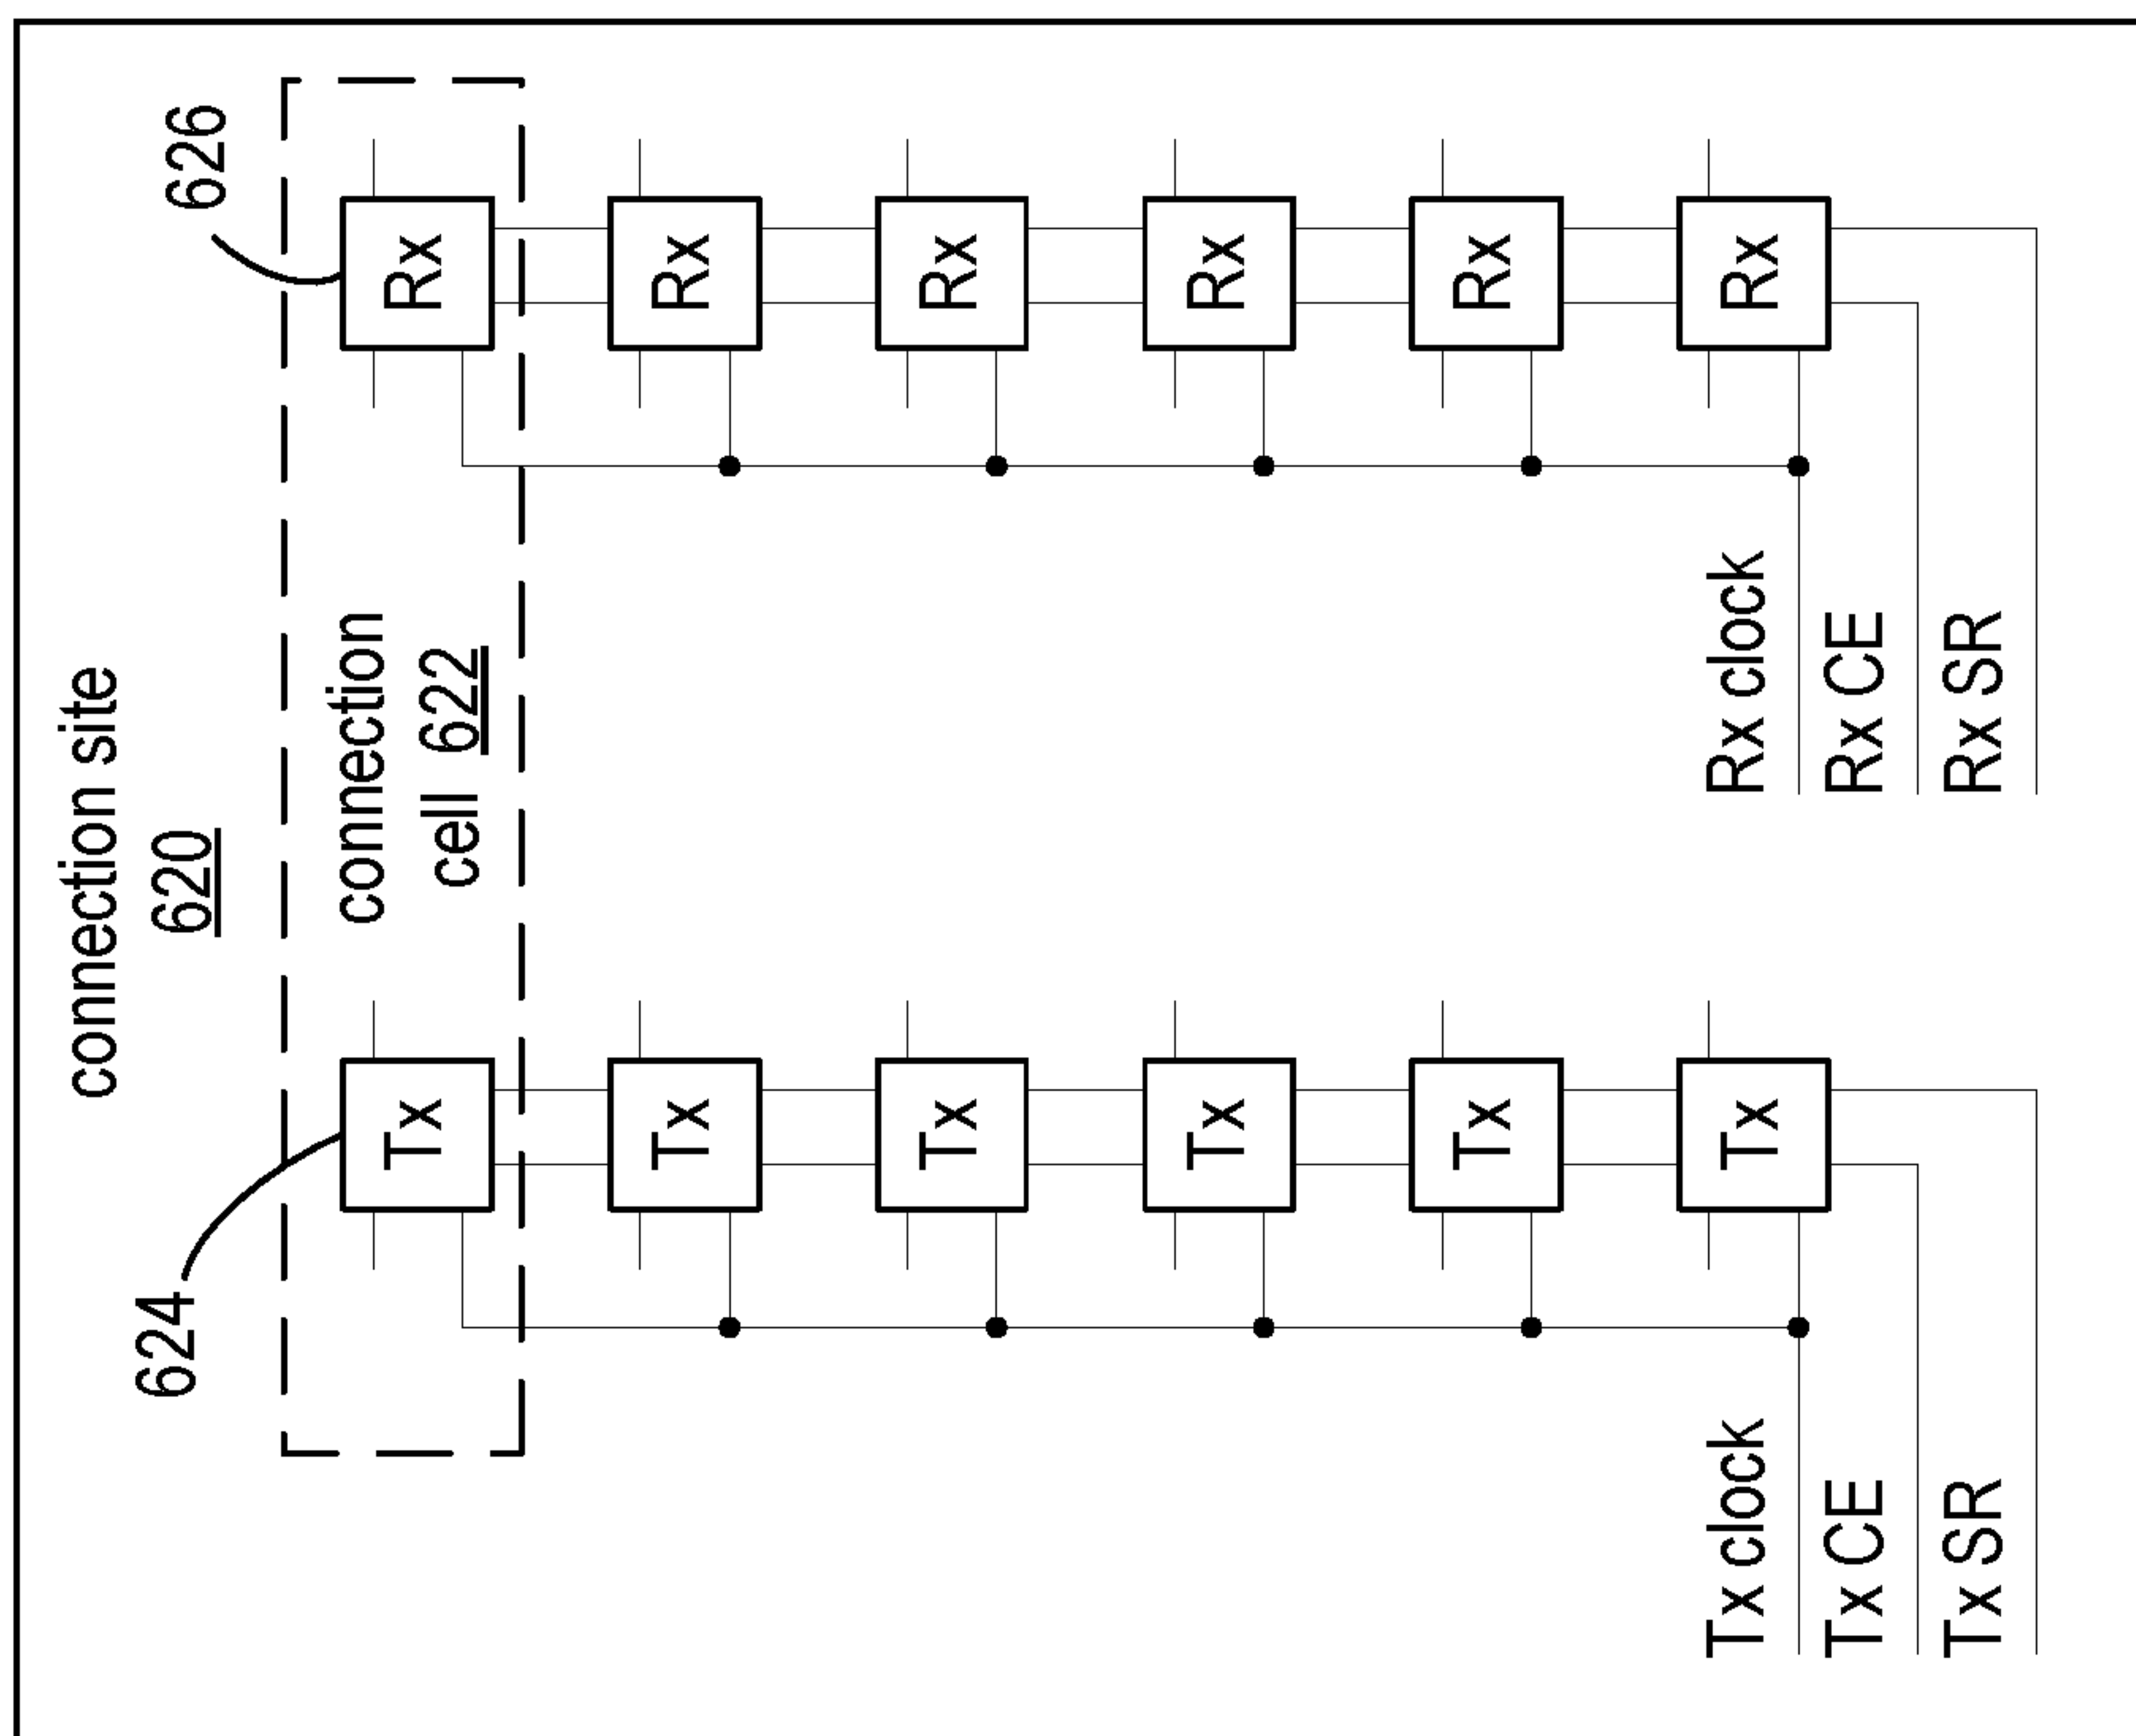 connection site
620
624
626
connection
cell 622
Tx
Rx
Tx
Rx
Tx
Rx
Tx
Rx
Tx
Rx
Tx
Rx
Tx clock
Tx CE
Tx SR
Rx clock
Rx CE
Rx SR